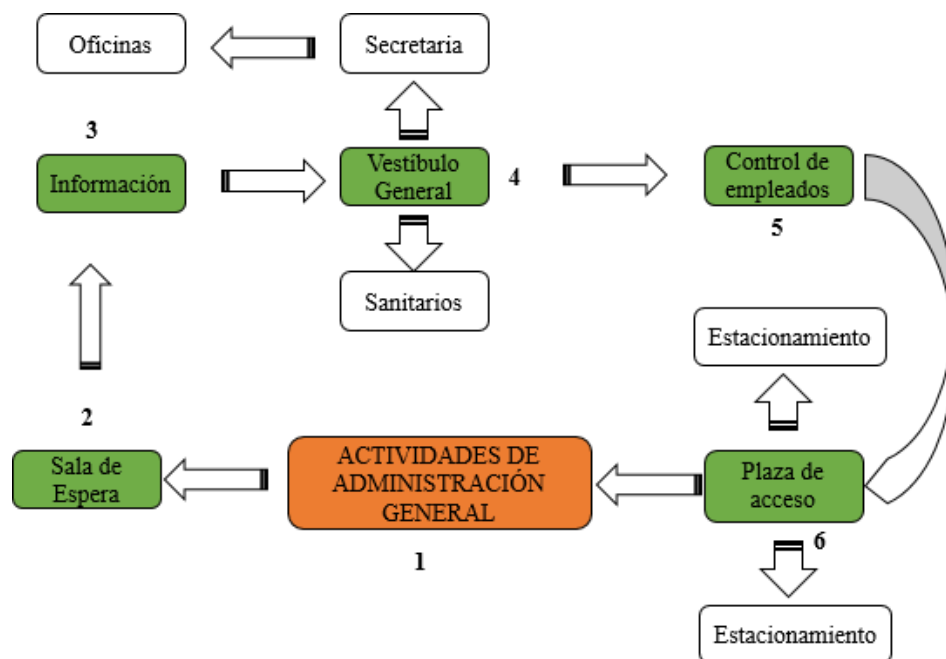 Oficinas
Secretaria
3
Información
Vestíbulo
General
4
Control de
empleados
5
Sanitarios
Estacionamiento
2
Sala de
Espera
ACTIVIDADES DE
ADMINISTRACIÓN
GENERAL
1
Plaza de
acceso
6
Estacionamiento